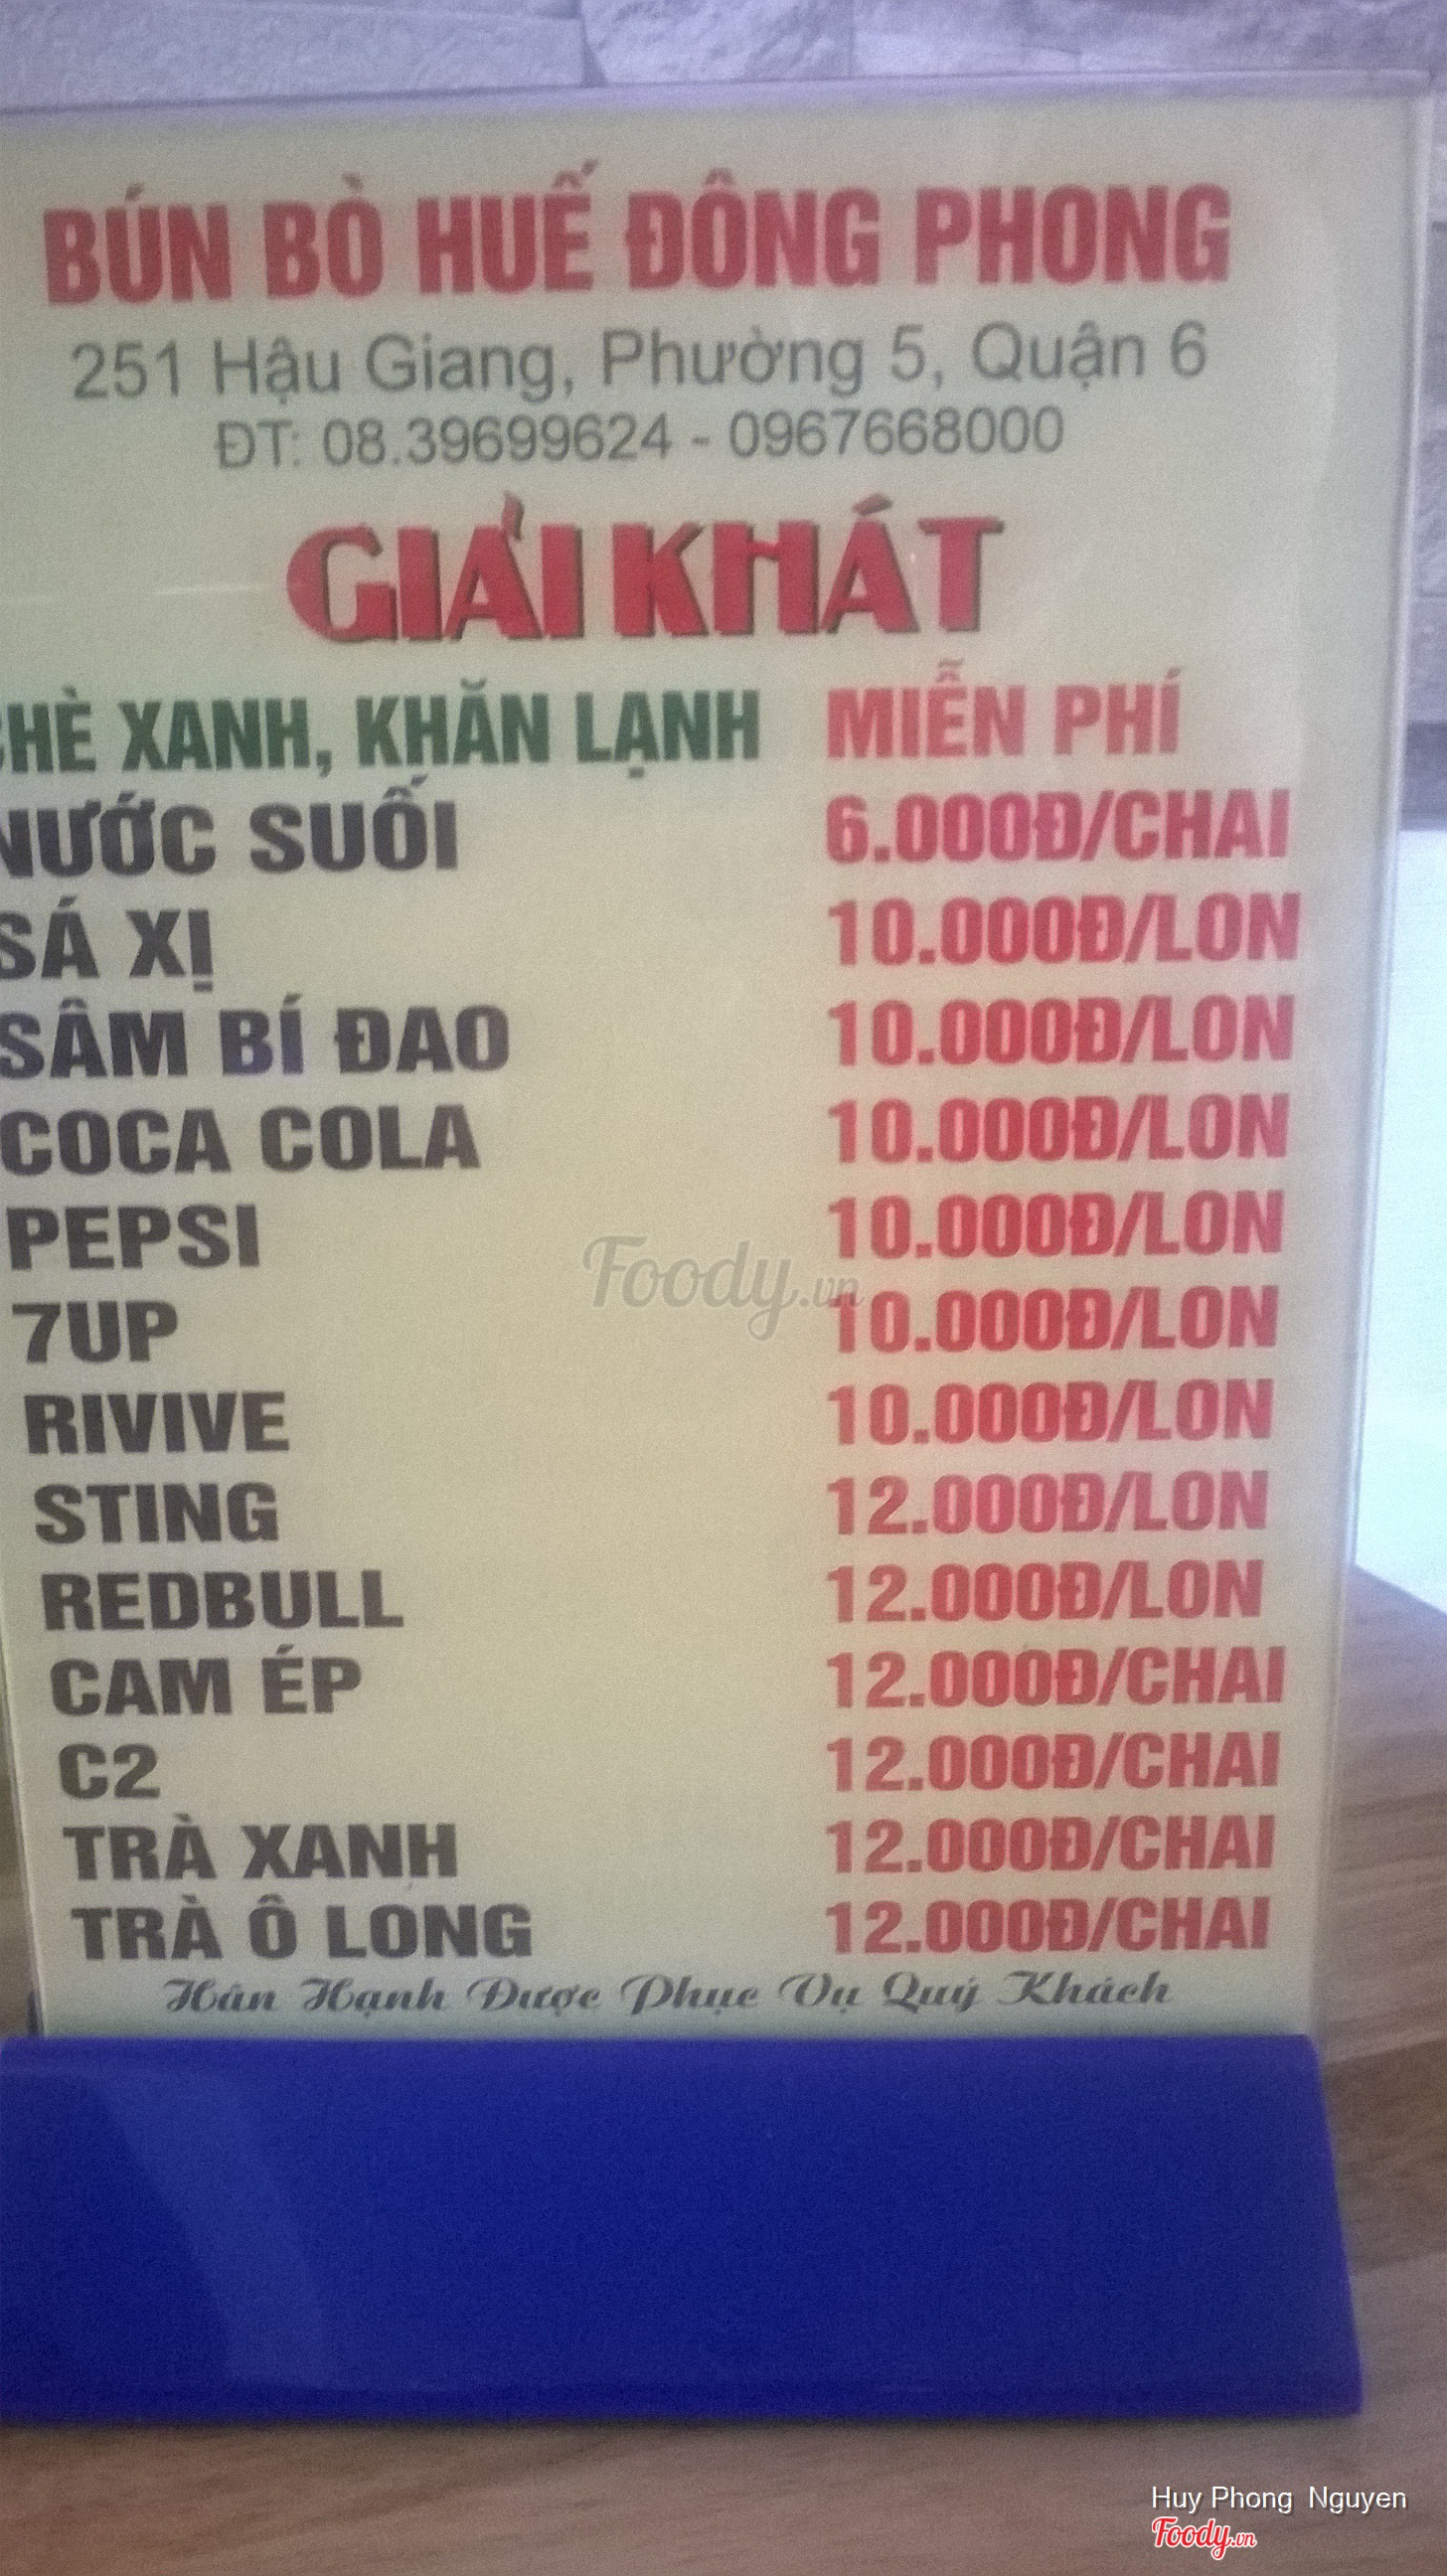 BÚN BÒ HUẾ ĐÔNG PHONG
251 Hậu Giang, Phường 5, Quận 6
ĐT: 08.39699624 - 0967668000
GIẢI KHÁT
CHÈ XANH, KHĂN LẠNH MIỄN PHÍ
NƯỚC SUỐI 6.000Đ/CHAI
SÁ XỊ 10.000Đ/LON
SÂM BÍ ĐAO 10.000Đ/LON
COCA COLA 10.000Đ/LON
PEPSI 10.000Đ/LON
7UP 10.000Đ/LON
RIVIVE 10.000Đ/LON
STING 12.000Đ/LON
REDBULL 12.000Đ/LON
CAM ÉP 12.000Đ/CHAI
C2 12.000Đ/CHAI
TRÀ XANH 12.000Đ/CHAI
TRÀ Ô LONG 12.000Đ/CHAI
Hân Hạnh Được Phục Vụ Quý Khách
Foody.vn
Huy Phong Nguyen
Foody.vn